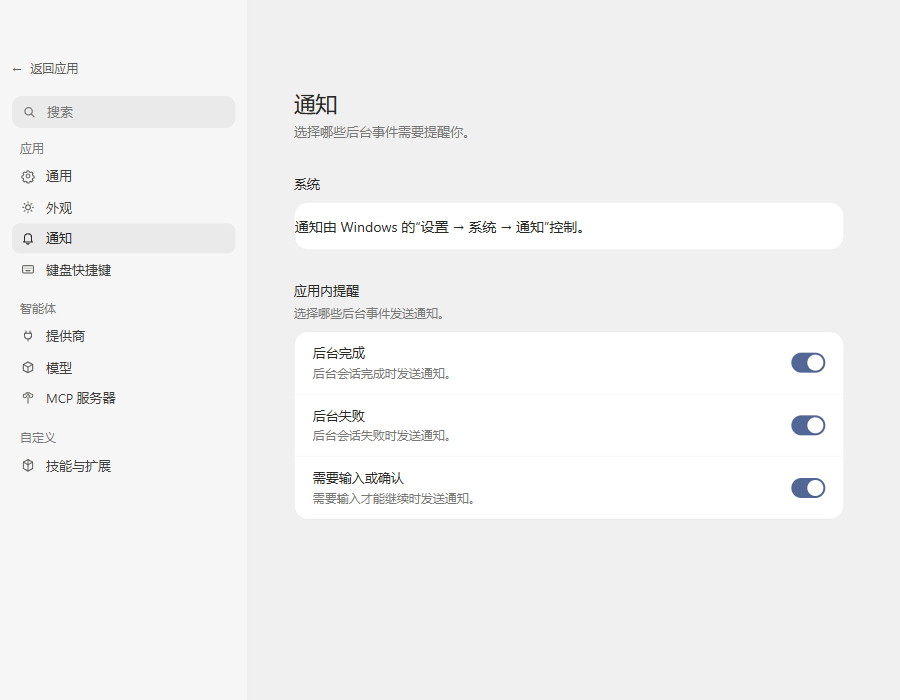 ← 返回应用
搜索
应用
通用
外观
通知
键盘快捷键
智能体
提供商
模型
MCP 服务器
自定义
技能与扩展
通知
选择哪些后台事件需要提醒你。
系统
通知由 Windows 的“设置 → 系统 → 通知”控制。
应用内提醒
选择哪些后台事件发送通知。
后台完成
后台会话完成时发送通知。
后台失败
后台会话失败时发送通知。
需要输入或确认
需要输入才能继续时发送通知。